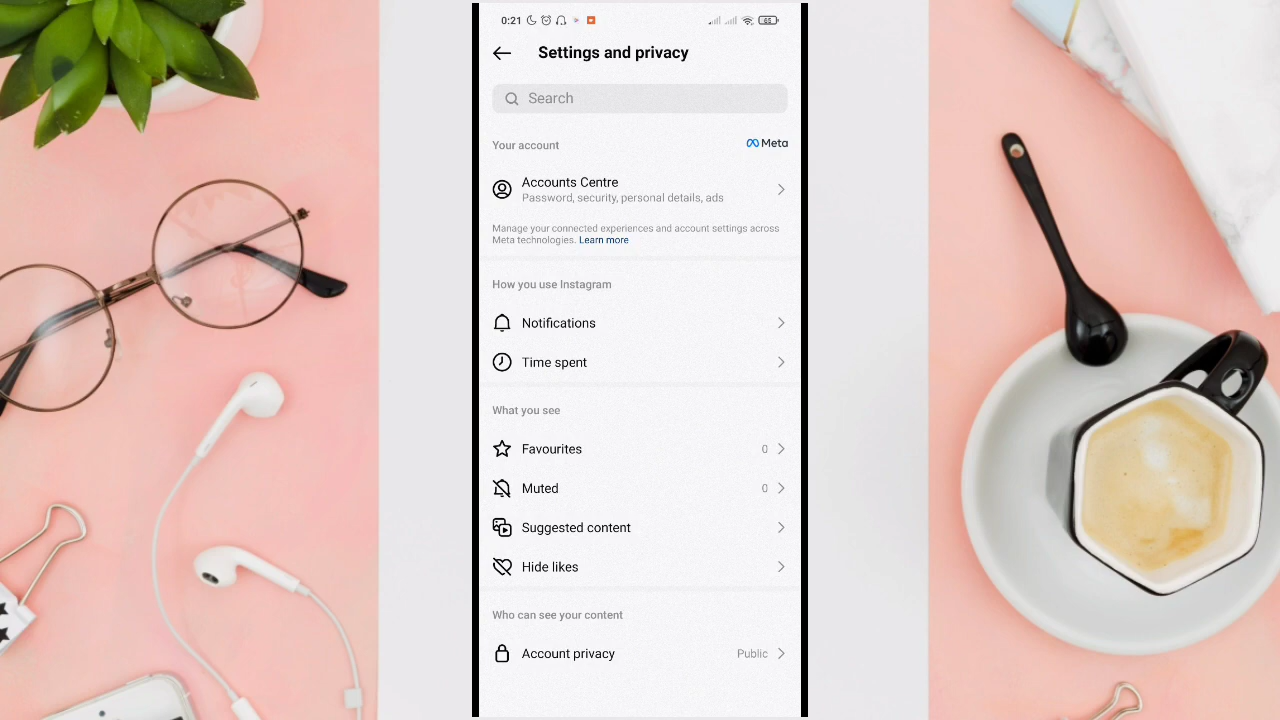 0:21
65
Settings and privacy
Search
Your account
Meta
Accounts Centre
Password, security, personal details, ads
Manage your connected experiences and account settings across
Meta technologies. Learn more
How you use Instagram
Notifications
Time spent
What you see
Favourites 0
Muted 0
Suggested content
Hide likes
Who can see your content
Account privacy Public